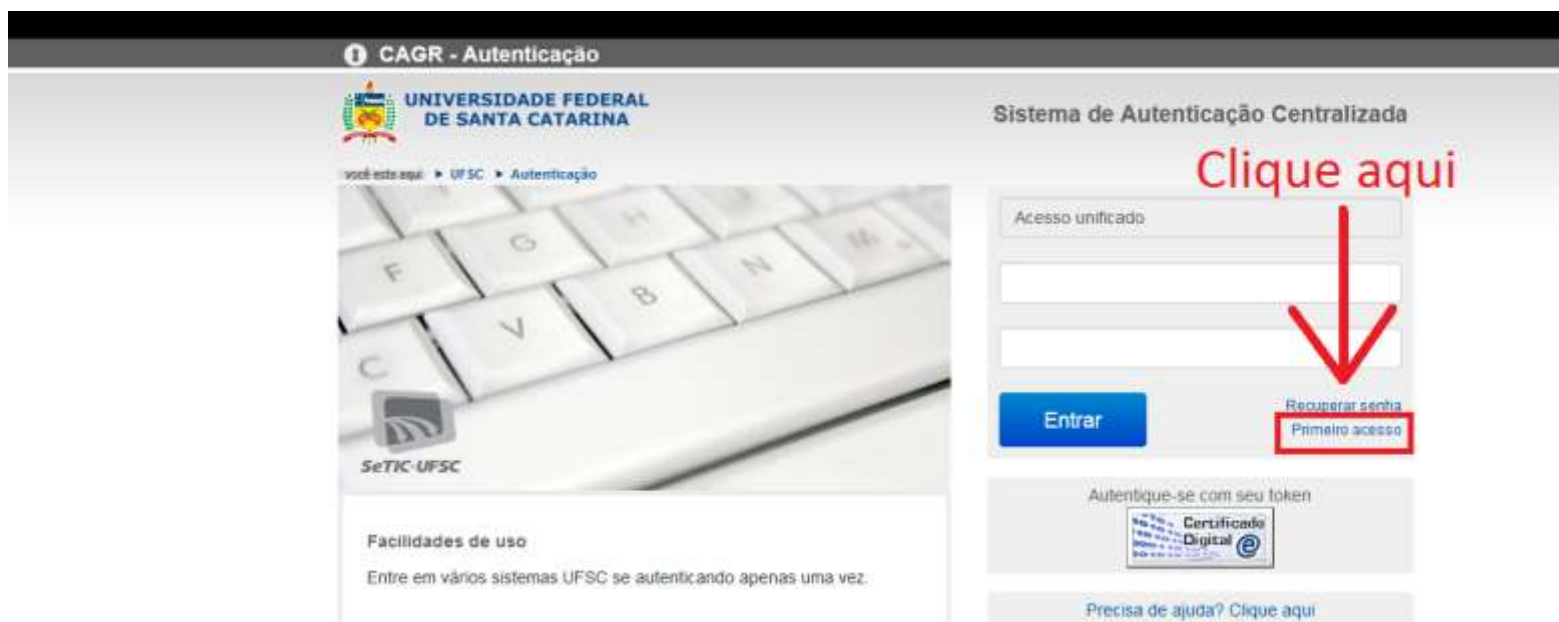 CAGR - Autenticação
UNIVERSIDADE FEDERAL
DE SANTA CATARINA
Sistema de Autenticação Centralizada
você está aqui ▸ UFSC ▸ Autenticação
Clique aqui
Acesso unificado
F G H M
C V B N
SeTIC-UFSC
Entrar
Recuperar senha
Primeiro acesso
Autentique-se com seu token
Certificado
Digital
Facilidades de uso
Entre em vários sistemas UFSC se autenticando apenas uma vez.
Precisa de ajuda? Clique aqui